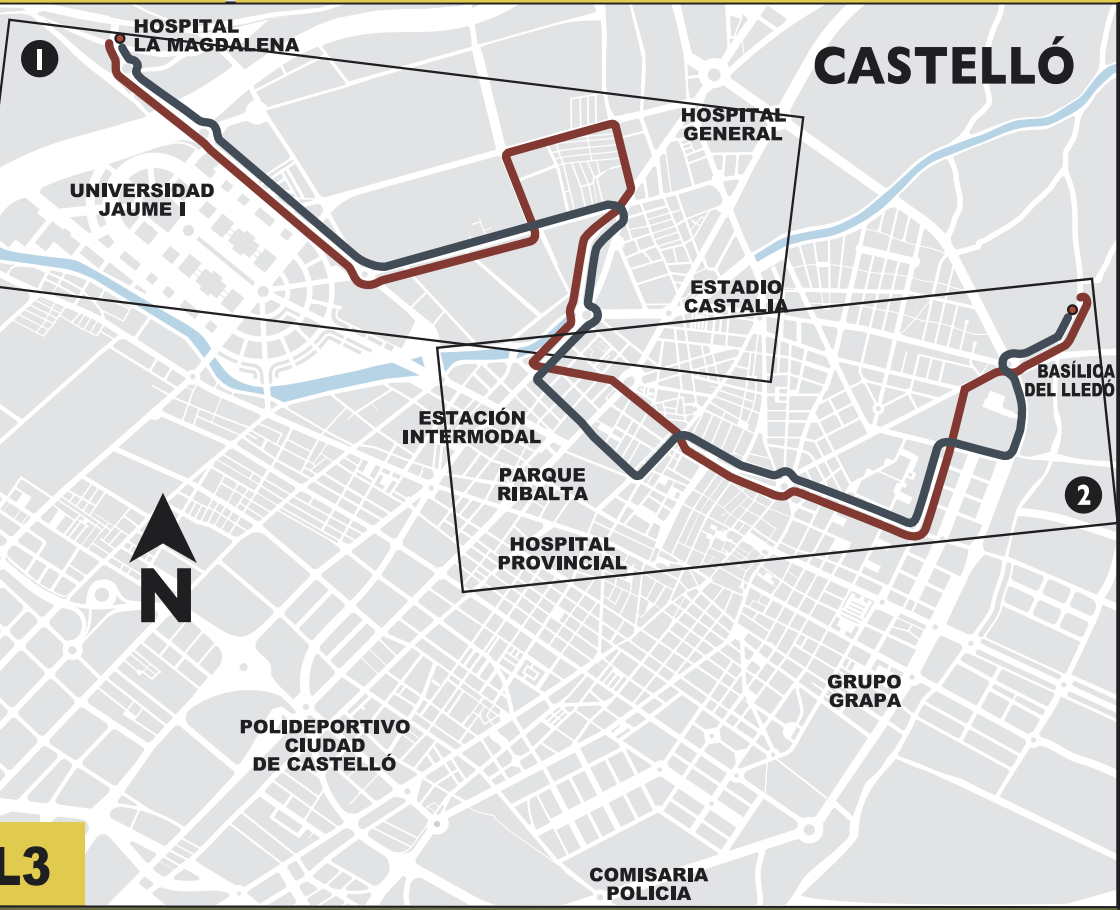 HOSPITAL
LA MAGDALENA
1
CASTELLÓ
HOSPITAL
GENERAL
UNIVERSIDAD
JAUME I
ESTADIO
CASTALIA
BASÍLICA
DEL LLEDÓ
ESTACIÓN
INTERMODAL
PARQUE
RIBALTA
2
HOSPITAL
PROVINCIAL
N
GRUPO
GRAPA
POLIDEPORTIVO
CIUDAD
DE CASTELLÓ
L3
COMISARIA
POLICIA